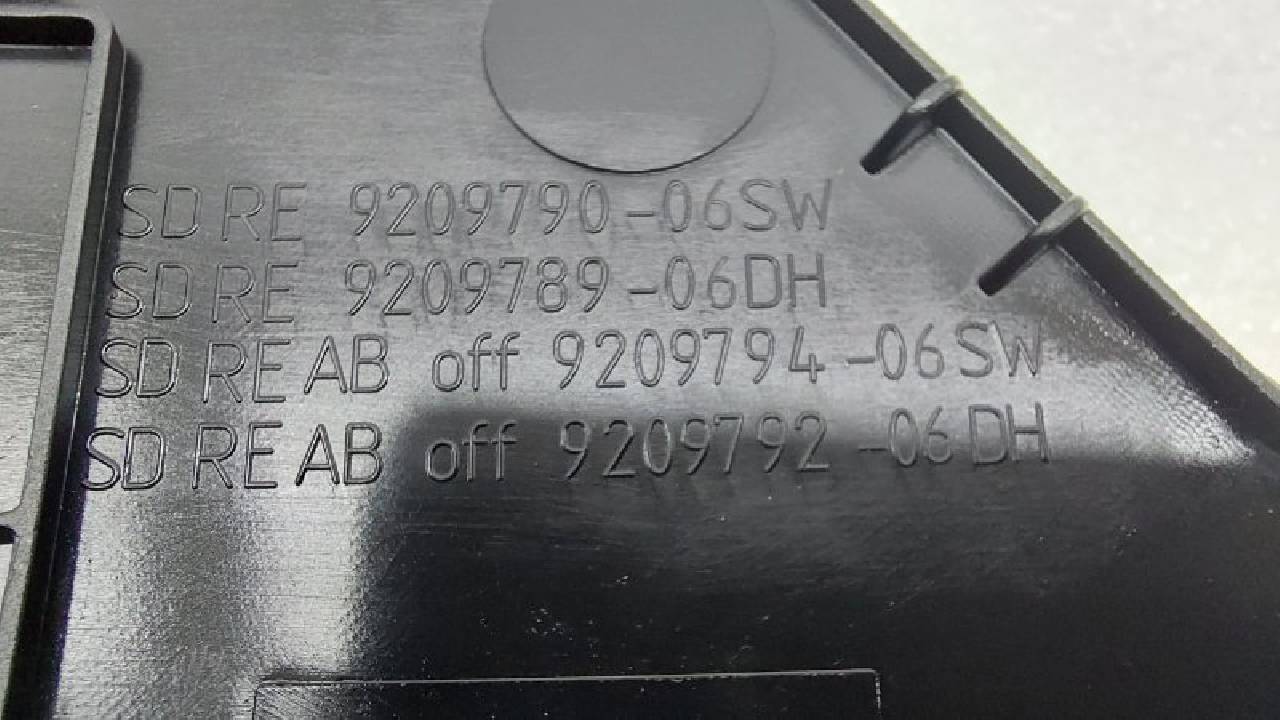 SD RE 9209790-06SW
SD RE 9209789-06DH
SD RE AB off 9209794-06SW
SD RE AB off 9209792-06DH